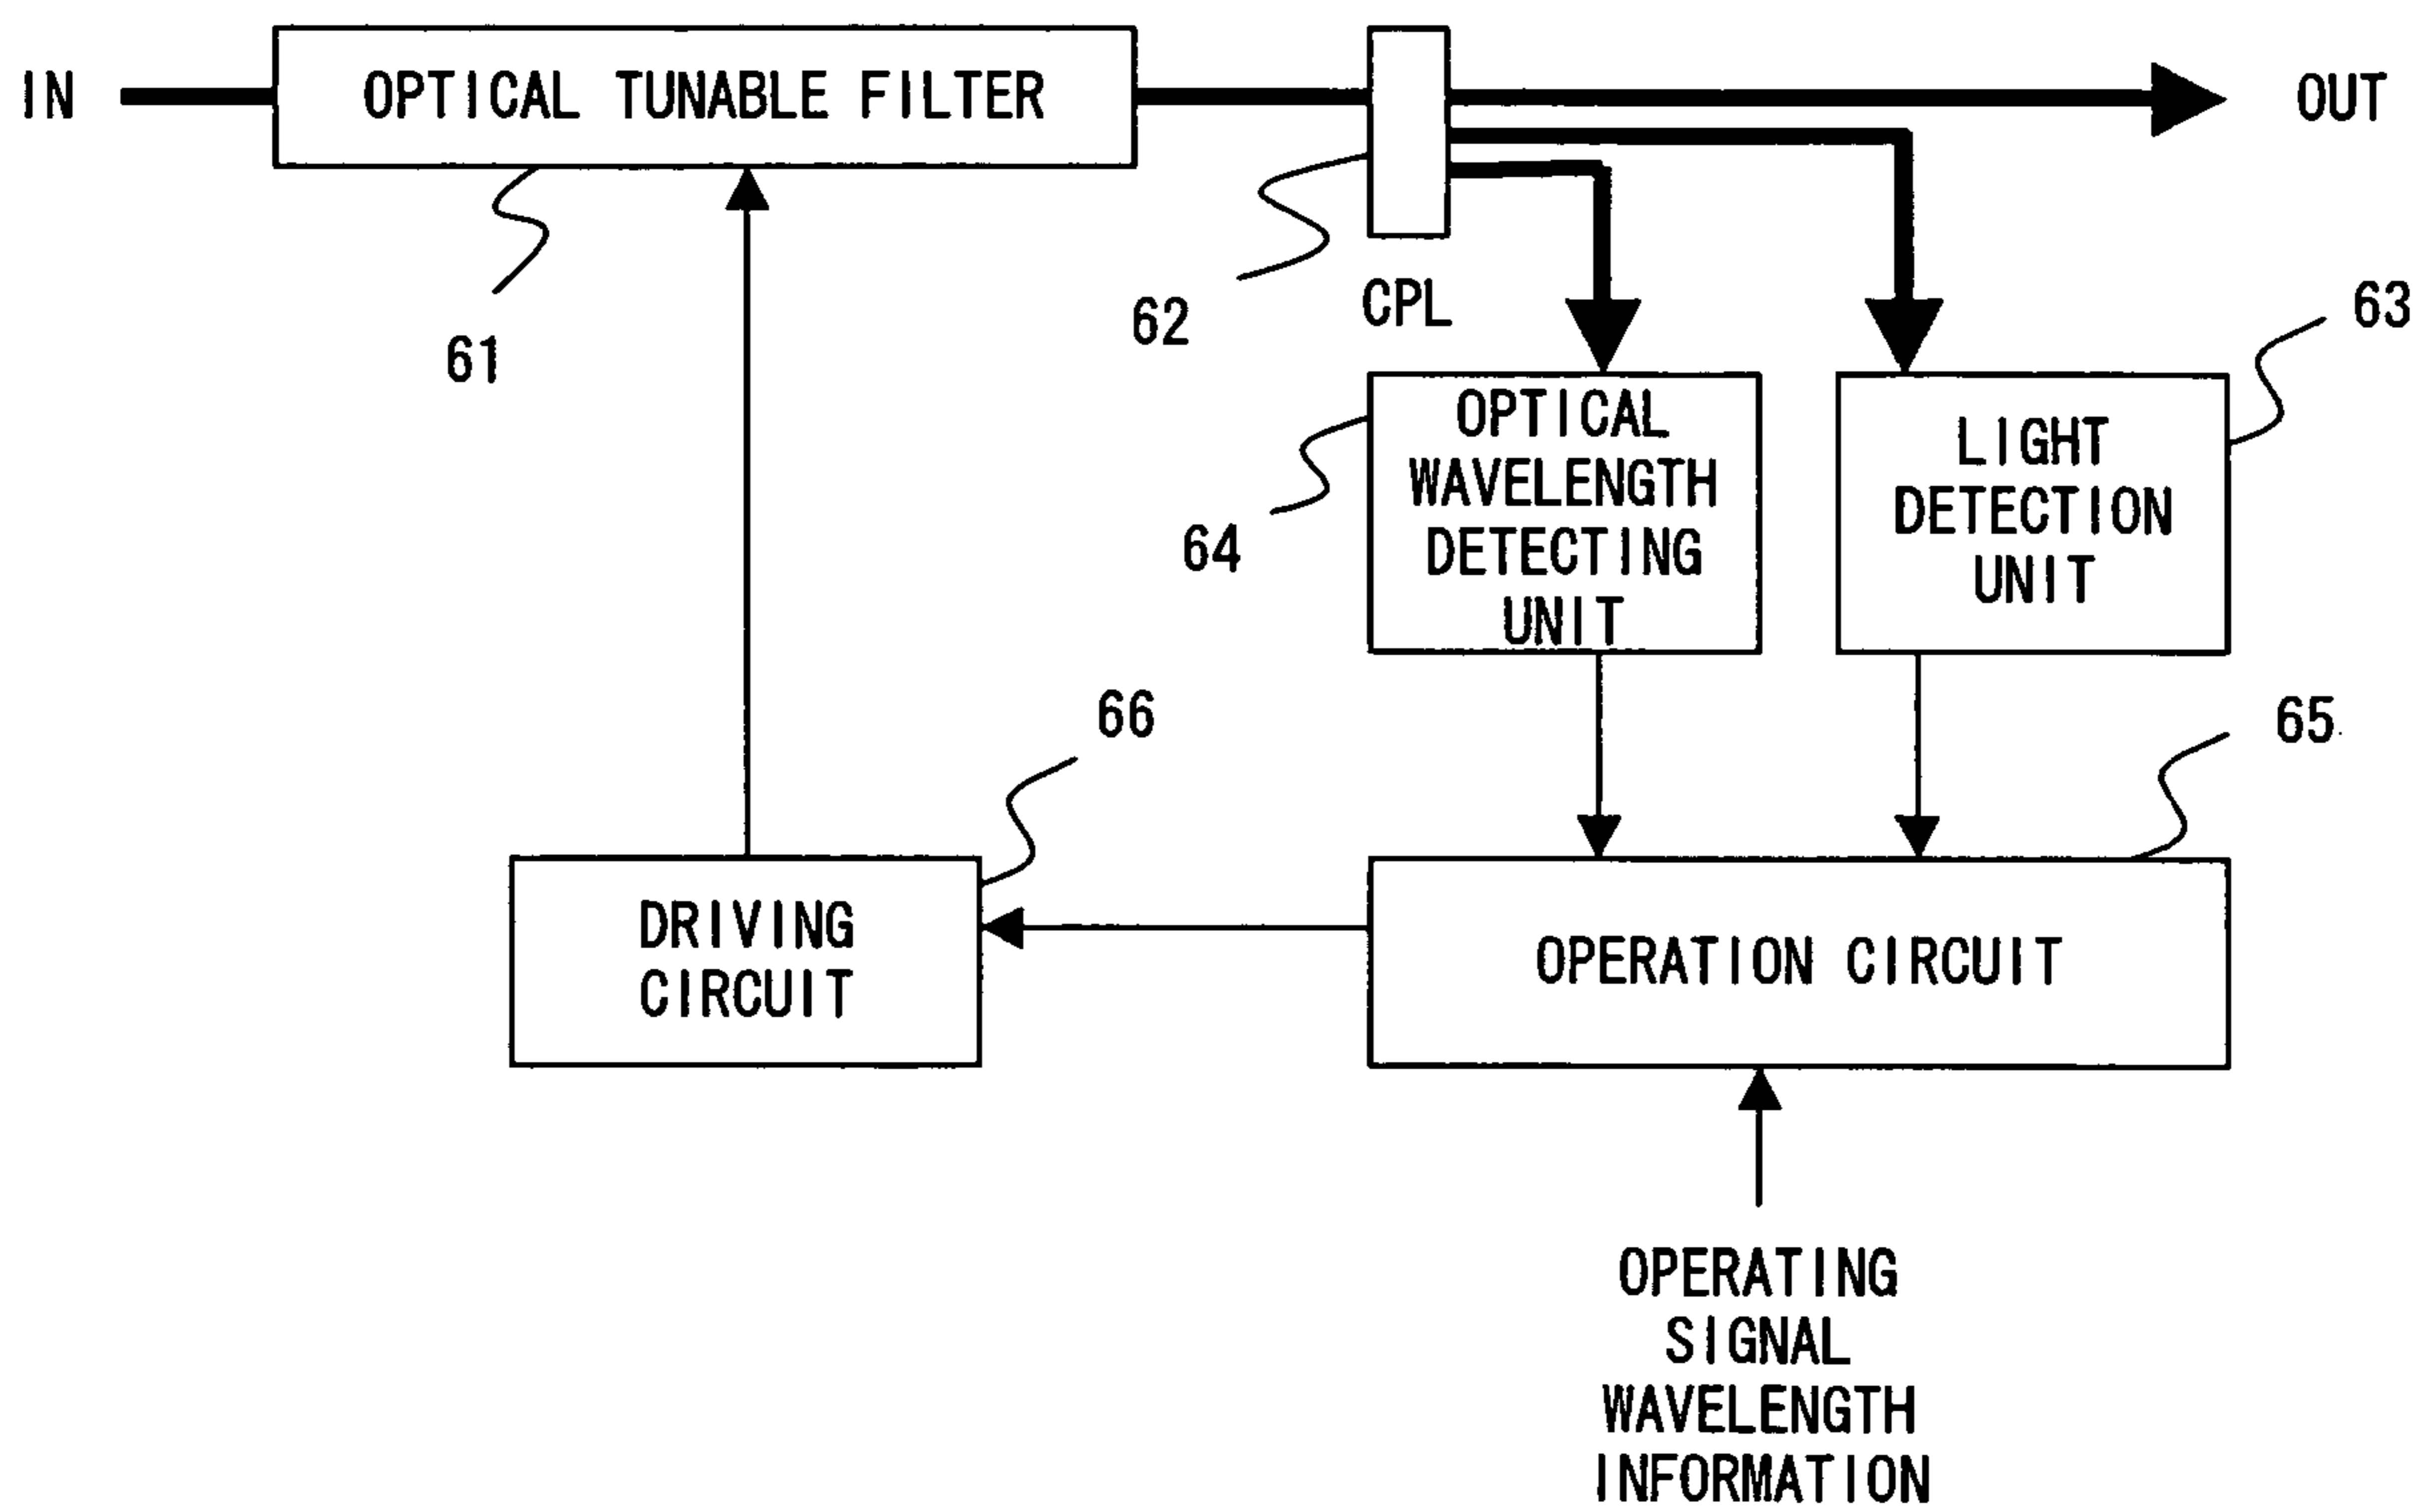 IN
OPTICAL TUNABLE FILTER
OUT
61
62
CPL
63
OPTICAL
WAVELENGTH
DETECTING
UNIT
LIGHT
DETECTION
UNIT
64
66
65
DRIVING
CIRCUIT
OPERATION CIRCUIT
OPERATING
SIGNAL
WAVELENGTH
INFORMATION